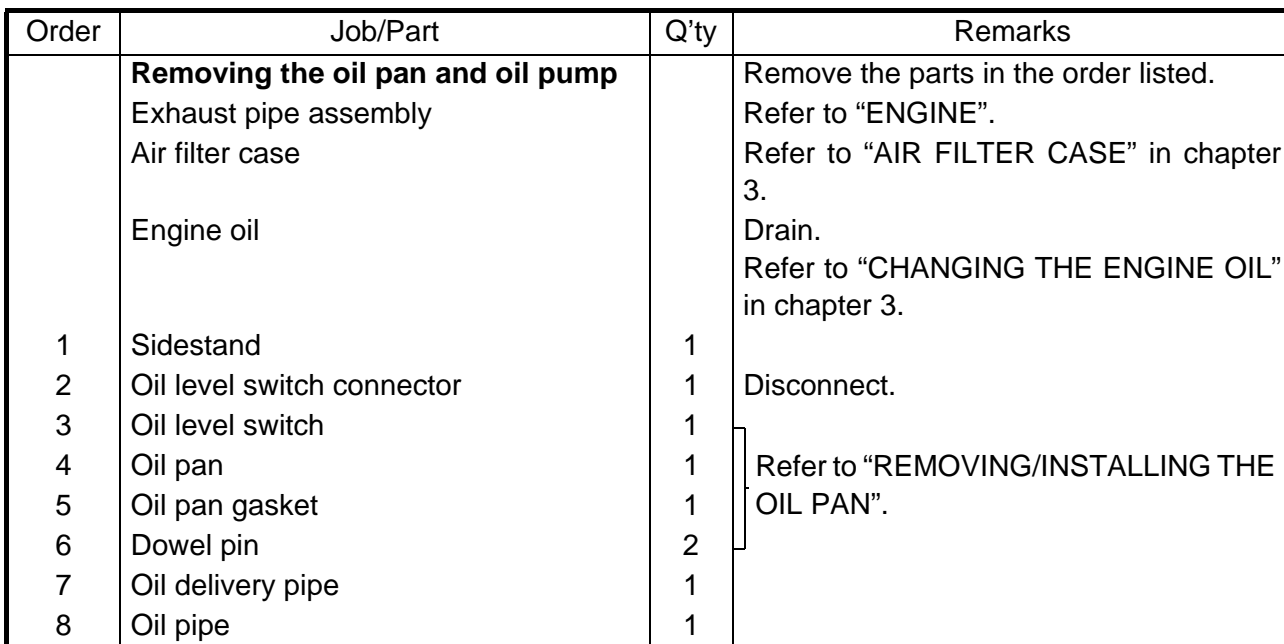 Order Job/Part Q’ty Remarks
Removing the oil pan and oil pump Remove the parts in the order listed.
Exhaust pipe assembly Refer to “ENGINE”.
Air filter case Refer to “AIR FILTER CASE” in chapter
3.
Engine oil Drain.
Refer to “CHANGING THE ENGINE OIL”
in chapter 3.
1 Sidestand 1
2 Oil level switch connector 1 Disconnect.
3 Oil level switch 1
4 Oil pan 1 Refer to “REMOVING/INSTALLING THE
5 Oil pan gasket 1 OIL PAN”.
6 Dowel pin 2
7 Oil delivery pipe 1
8 Oil pipe 1